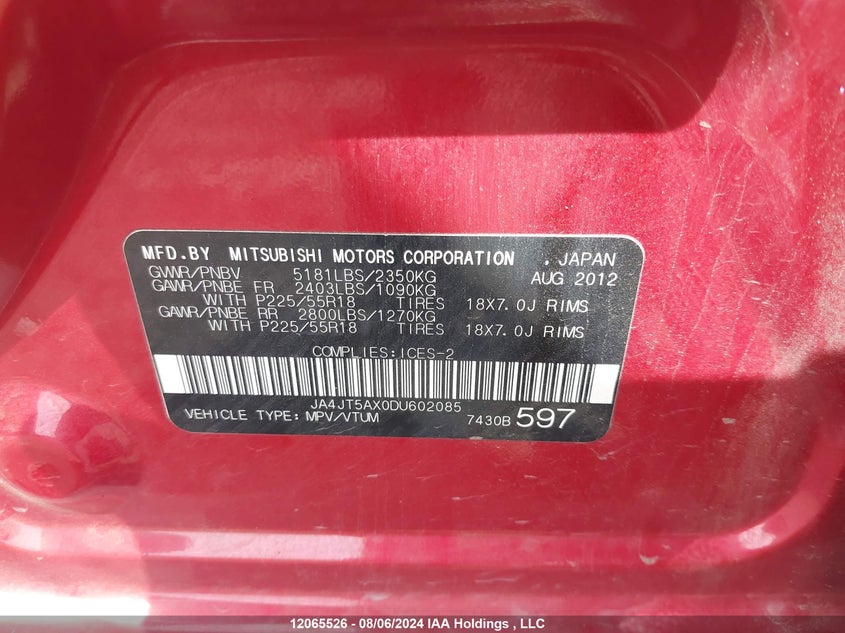 MFD.BY MITSUBISHI MOTORS CORPORATION . JAPAN
GVWR/PNBV 5181LBS/2350KG AUG 2012
GAWR/PNBE FR 2403LBS/1090KG
WITH P225/55R18 TIRES 18X7.0J RIMS
GAWR/PNBE RR 2800LBS/1270KG
WITH P225/55R18 TIRES 18X7.0J RIMS
COMPLIES:ICES-2
JA4JT5AX0DU602085
VEHICLE TYPE:MPV/VTUM 7430B 597
12065526 - 08/06/2024 IAA Holdings , LLC